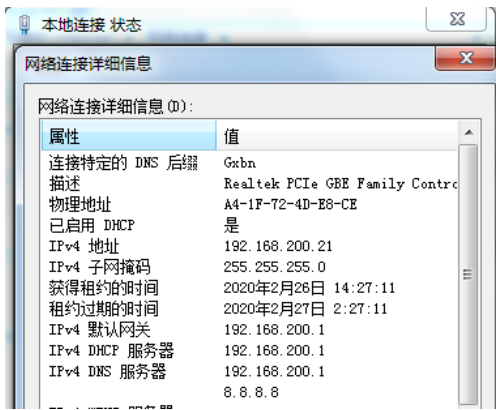 本地连接 状态
网络连接详细信息
网络连接详细信息(D):
属性 值
连接特定的 DNS 后缀 Gxbn
描述 Realtek PCIe GBE Family Contro
物理地址 A4-1F-72-4D-E8-CE
已启用 DHCP 是
IPv4 地址 192.168.200.21
IPv4 子网掩码 255.255.255.0
获得租约的时间 2020年2月26日 14:27:11
租约过期的时间 2020年2月27日 2:27:11
IPv4 默认网关 192.168.200.1
IPv4 DHCP 服务器 192.168.200.1
IPv4 DNS 服务器 192.168.200.1
8.8.8.8